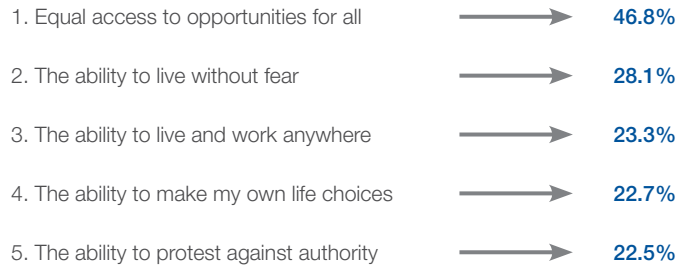 1. Equal access to opportunities for all 46.8%
2. The ability to live without fear 28.1%
3. The ability to live and work anywhere 23.3%
4. The ability to make my own life choices 22.7%
5. The ability to protest against authority 22.5%